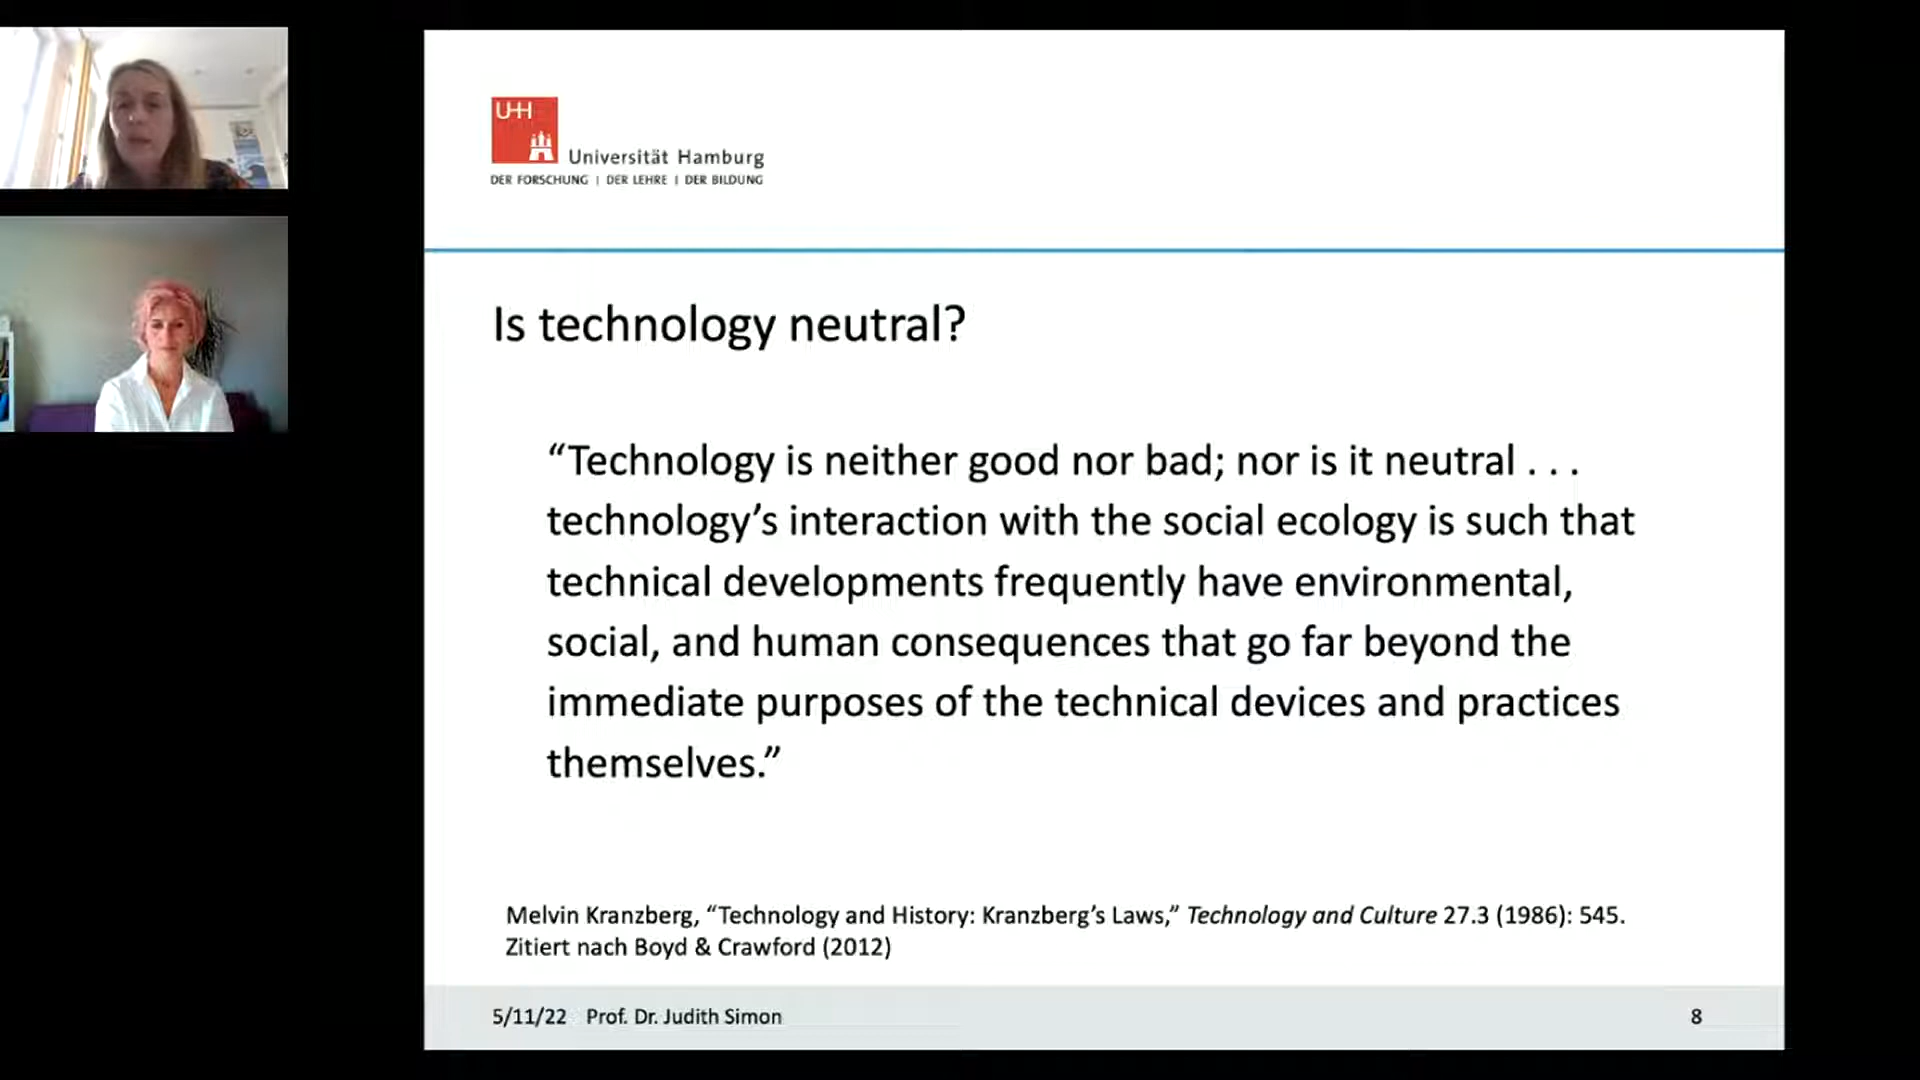 UH
Universität Hamburg
DER FORSCHUNG | DER LEHRE | DER BILDUNG
Is technology neutral?
“Technology is neither good nor bad; nor is it neutral . . .
technology’s interaction with the social ecology is such that
technical developments frequently have environmental,
social, and human consequences that go far beyond the
immediate purposes of the technical devices and practices
themselves.”
Melvin Kranzberg, “Technology and History: Kranzberg’s Laws,” Technology and Culture 27.3 (1986): 545.
Zitiert nach Boyd & Crawford (2012)
5/11/22 Prof. Dr. Judith Simon
8